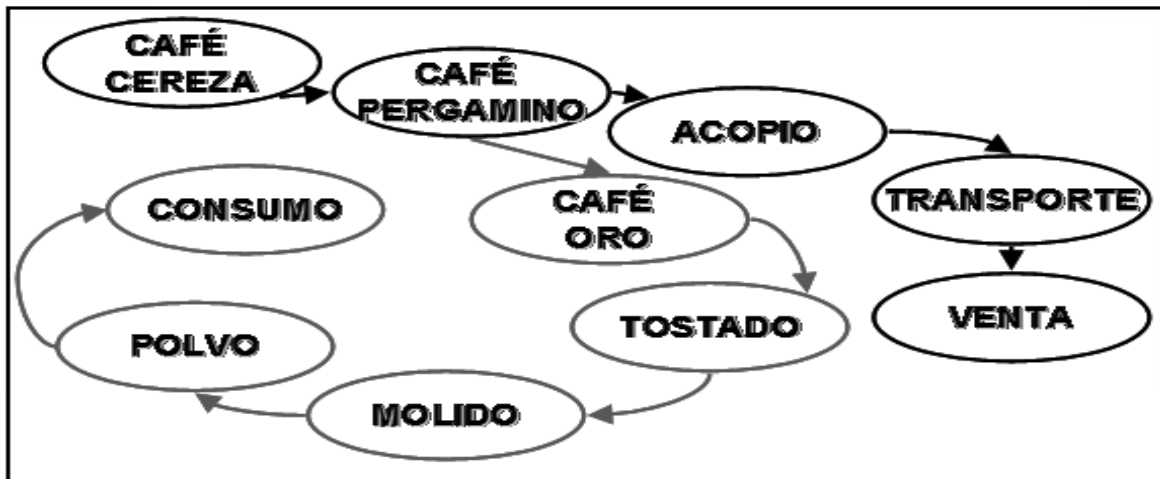 CAFÉ
CEREZA
CAFÉ
PERGAMINO
ACOPIO
TRANSPORTE
VENTA
CAFÉ
ORO
TOSTADO
MOLIDO
POLVO
CONSUMO